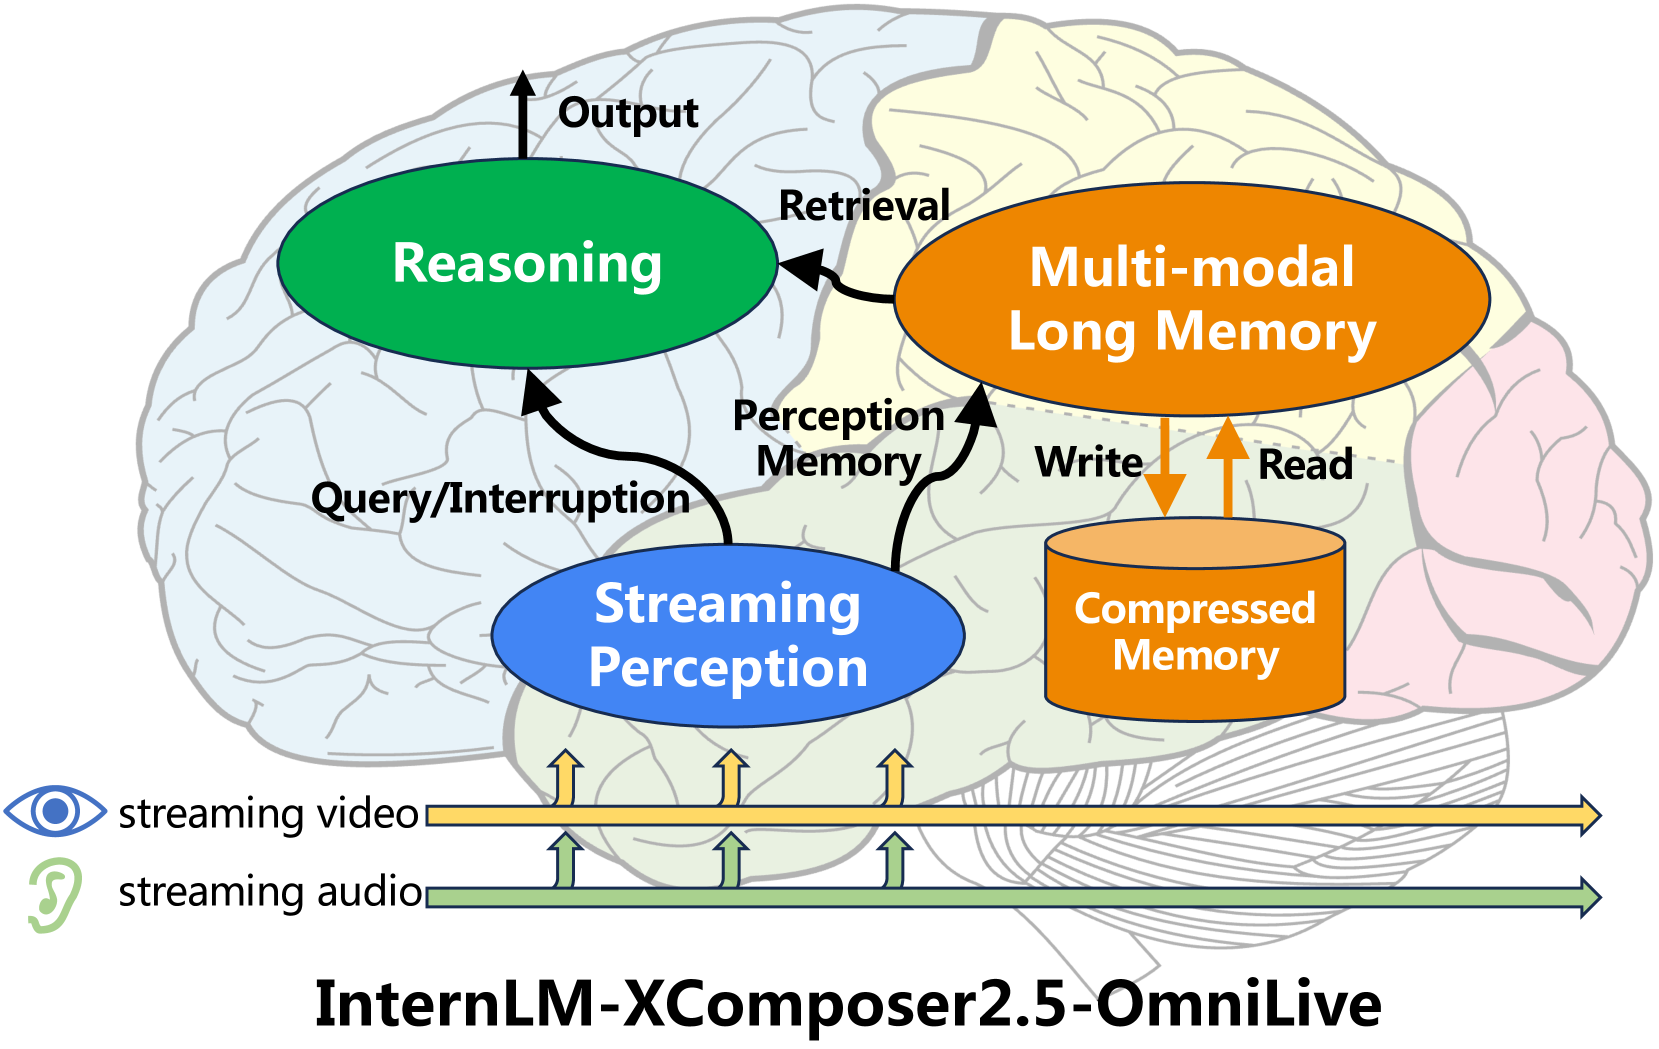 Output
Retrieval
Reasoning
Multi-modal
Long Memory
Perception
Memory
Query/Interruption
Write
Read
Streaming
Perception
Compressed
Memory
streaming video
streaming audio
InternLM-XComposer2.5-OmniLive